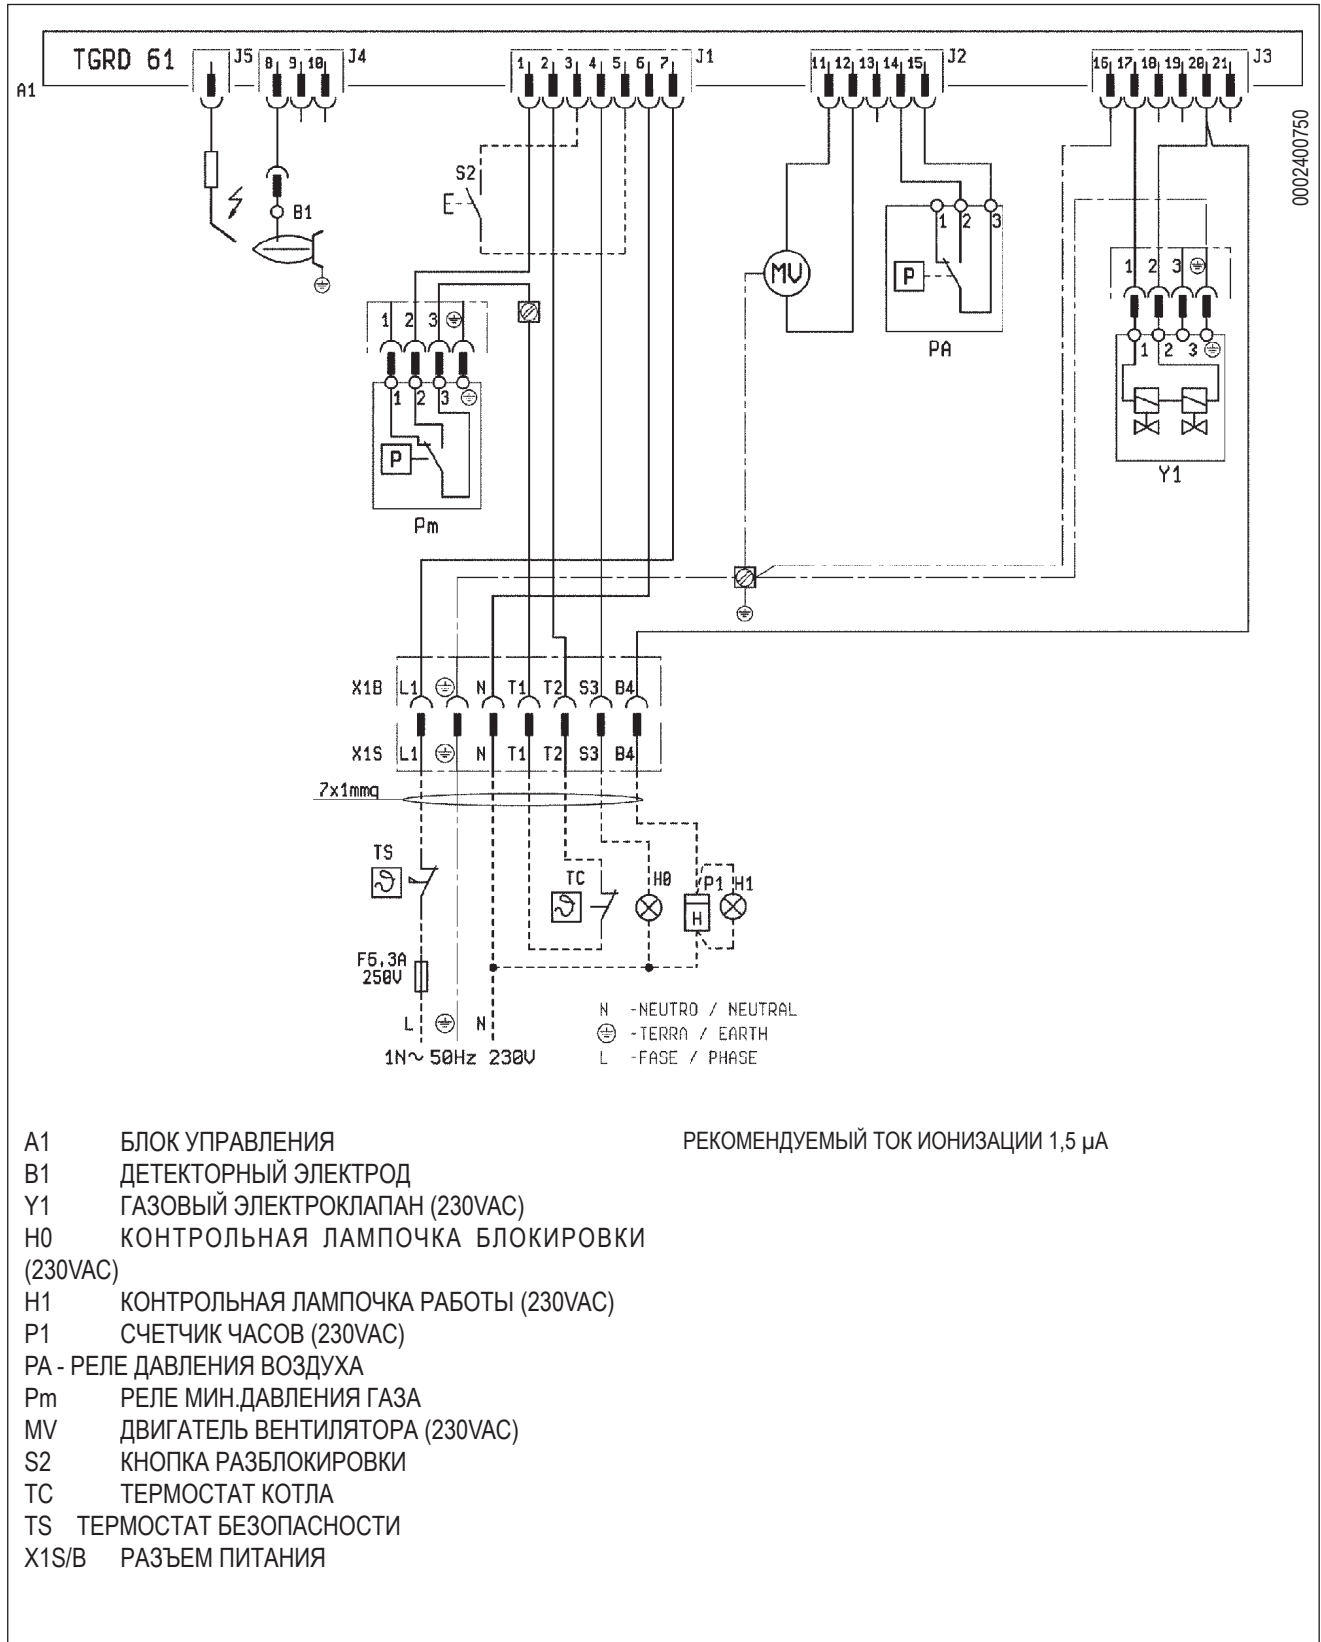 TGRD 61
A1
J5
8 9 10
J4
1 2 3 4 5 6 7
J1
11 12 13 14 15
J2
16 17 18 19 20 21
J3
0002400750
S2
B1
MV
1 2 3
P
PA
1 2 3
1 2 3
Y1
1 2 3
1 2 3
P
Pm
X1B L1 N T1 T2 S3 B4
X1S L1 N T1 T2 S3 B4
7x1mmq
TS
TC
H0
P1
H1
H
F6,3A
250V
L N
1N~ 50Hz 230V
N -NEUTRO / NEUTRAL
-TERRA / EARTH
L -FASE / PHASE
A1 БЛОК УПРАВЛЕНИЯ
B1 ДЕТЕКТОРНЫЙ ЭЛЕКТРОД
Y1 ГАЗОВЫЙ ЭЛЕКТРОКЛАПАН (230VAC)
H0 КОНТРОЛЬНАЯ ЛАМПОЧКА БЛОКИРОВКИ
(230VAC)
H1 КОНТРОЛЬНАЯ ЛАМПОЧКА РАБОТЫ (230VAC)
P1 СЧЕТЧИК ЧАСОВ (230VAC)
PA - РЕЛЕ ДАВЛЕНИЯ ВОЗДУХА
Pm РЕЛЕ МИН.ДАВЛЕНИЯ ГАЗА
MV ДВИГАТЕЛЬ ВЕНТИЛЯТОРА (230VAC)
S2 КНОПКА РАЗБЛОКИРОВКИ
TC ТЕРМОСТАТ КОТЛА
TS ТЕРМОСТАТ БЕЗОПАСНОСТИ
X1S/B РАЗЪЕМ ПИТАНИЯ
РЕКОМЕНДУЕМЫЙ ТОК ИОНИЗАЦИИ 1,5 µA